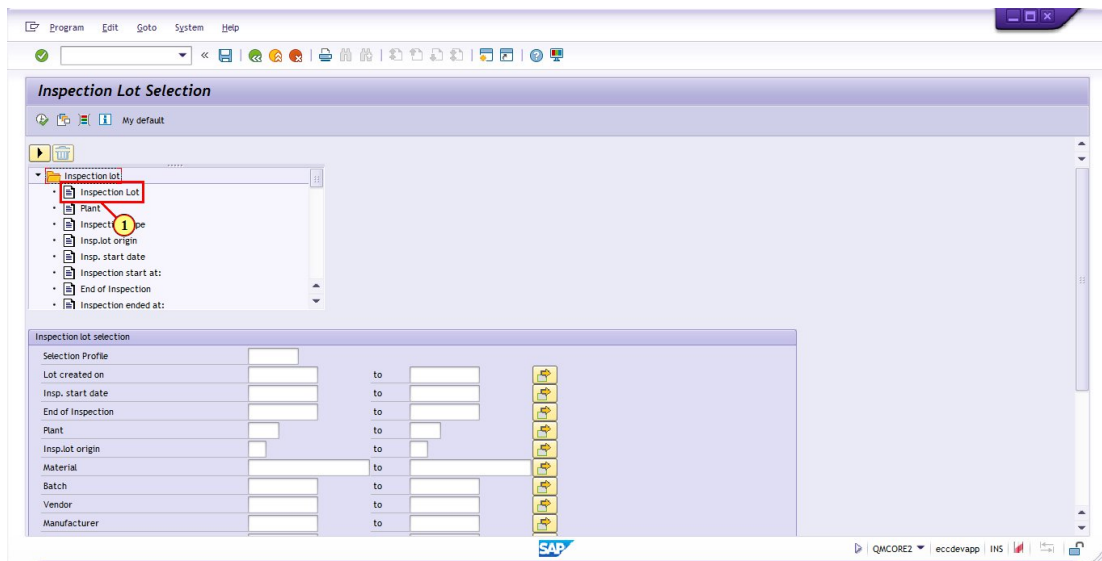 Program Edit Goto System Help
Inspection Lot Selection
My default
Inspection lot
Inspection Lot
Plant
Inspecti 1 pe
Insp.lot origin
Insp. start date
Inspection start at:
End of Inspection
Inspection ended at:
Inspection lot selection
Selection Profile
Lot created on to
Insp. start date to
End of Inspection to
Plant to
Insp.lot origin to
Material to
Batch to
Vendor to
Manufacturer to
SAP QMCORE2 eccdevapp INS